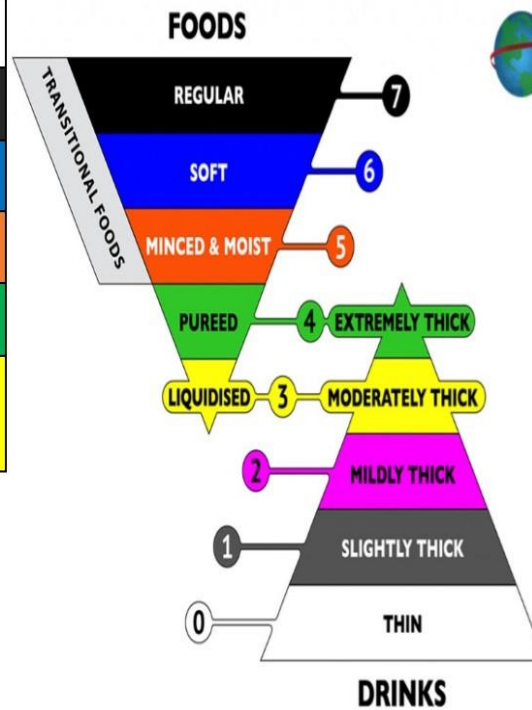 FOODS
TRANSITIONAL FOODS
REGULAR
7
SOFT
6
MINCED & MOIST
5
PUREED
4
EXTREMELY THICK
LIQUIDISED
3
MODERATELY THICK
2
MILDLY THICK
1
SLIGHTLY THICK
0
THIN
DRINKS